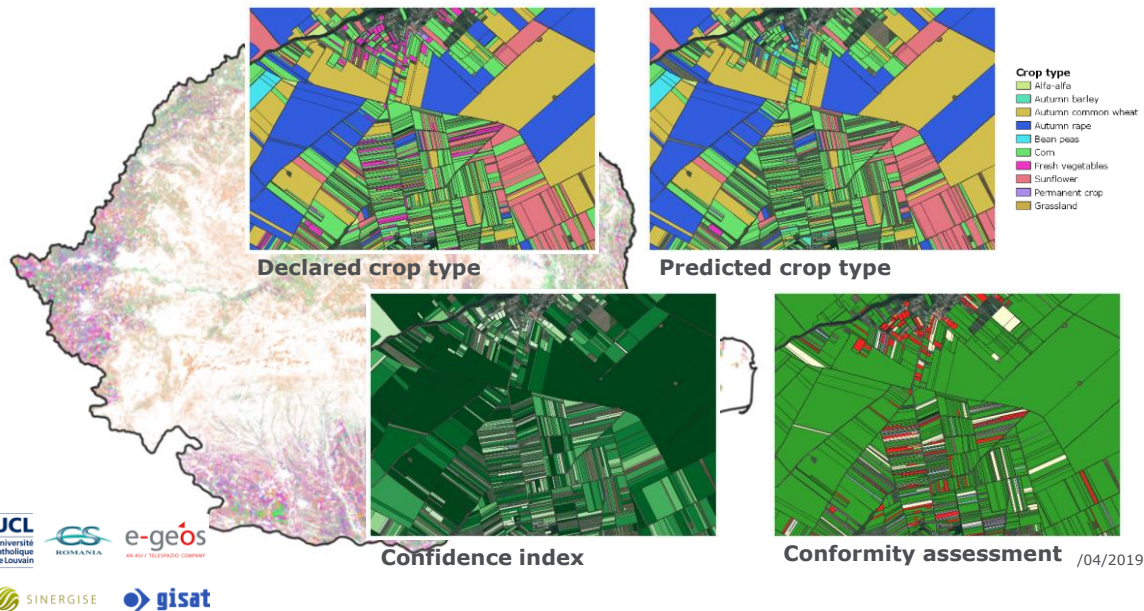 Crop type
Alfa-alfa
Autumn barley
Autumn common wheat
Autumn rape
Bean peas
Corn
Fresh vegetables
Sunflower
Permanent crop
Grassland
Declared crop type
Predicted crop type
Confidence index
Conformity assessment
/04/2019
UCL
Université
catholique
de Louvain
CS
ROMANIA
e-geos
AN ASI / TELESPAZIO COMPANY
SINERGISE
gisat